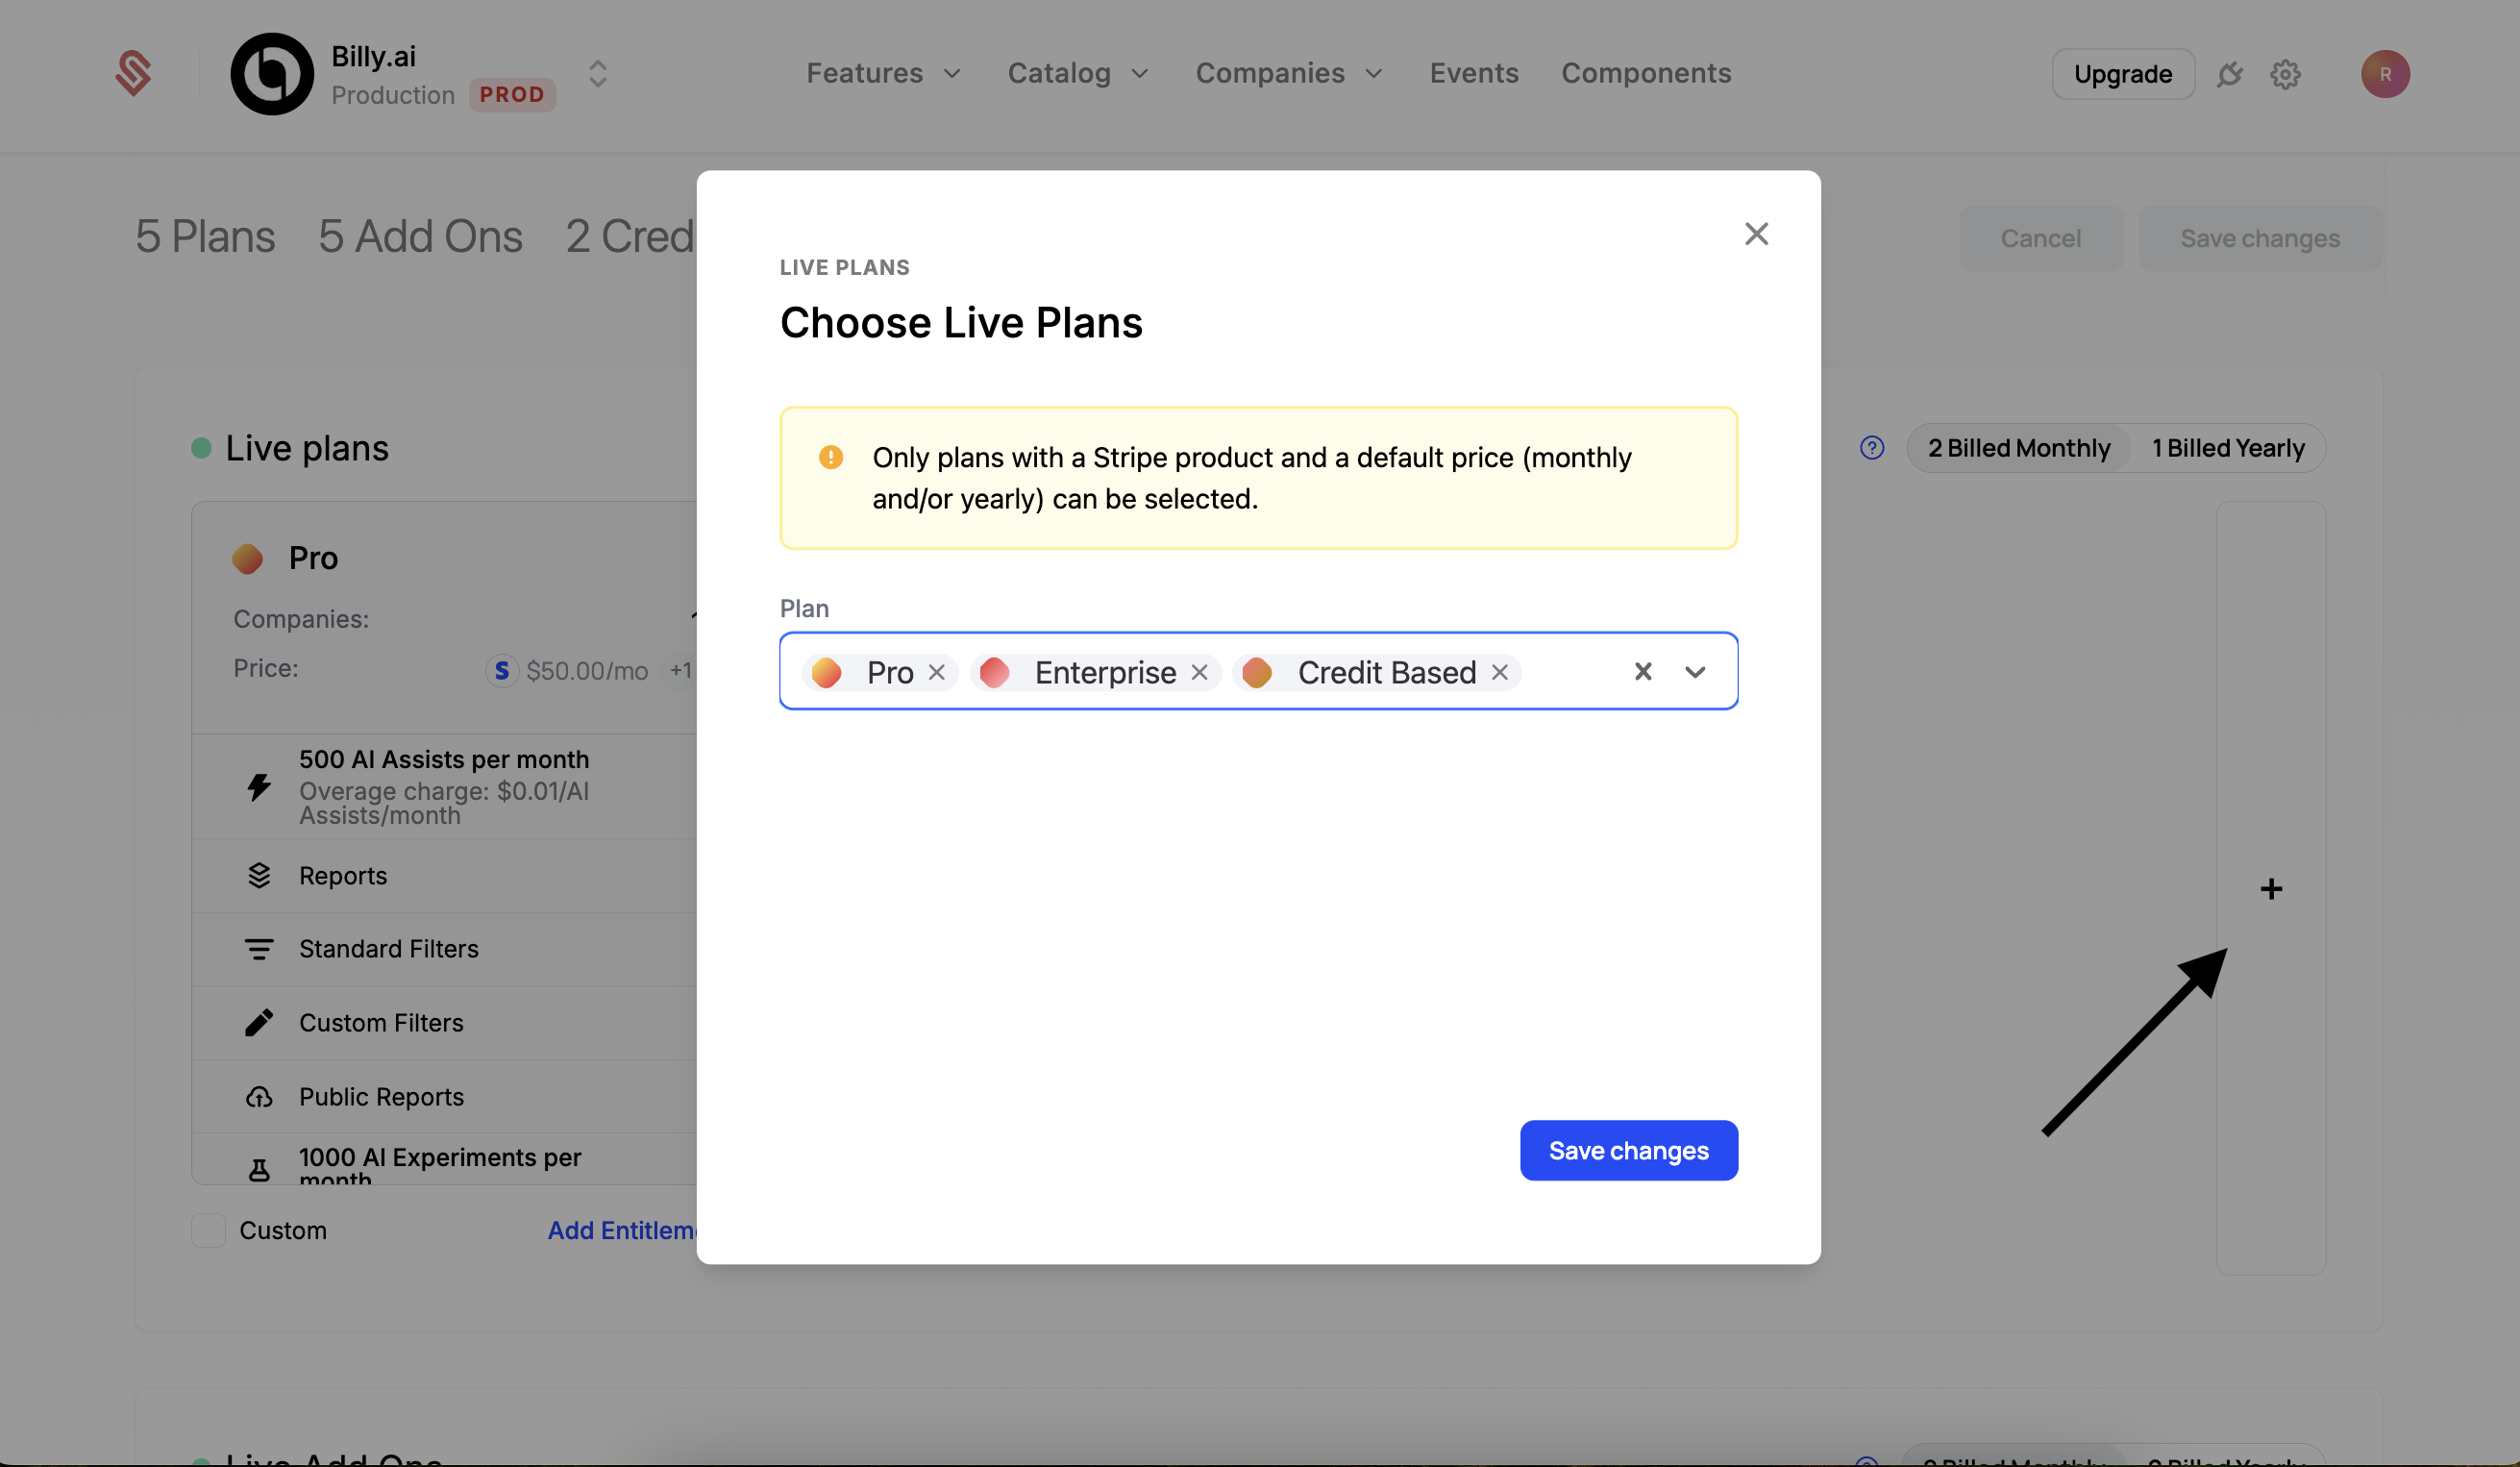 Billy.ai
Production PROD
Features
Catalog
Companies
Events
Components
Upgrade
R
5 Plans
5 Add Ons
2 Cred
Cancel
Save changes
Live plans
2 Billed Monthly
1 Billed Yearly
Pro
Companies:
Price:
S $50.00/mo +1
500 AI Assists per month
Overage charge: $0.01/AI
Assists/month
Reports
Standard Filters
Custom Filters
Public Reports
1000 AI Experiments per
month
Custom
Add Entitlem
LIVE PLANS
Choose Live Plans
Only plans with a Stripe product and a default price (monthly
and/or yearly) can be selected.
Plan
Pro
Enterprise
Credit Based
Save changes
Live Add Ons
Billed Monthly
Billed Yearly